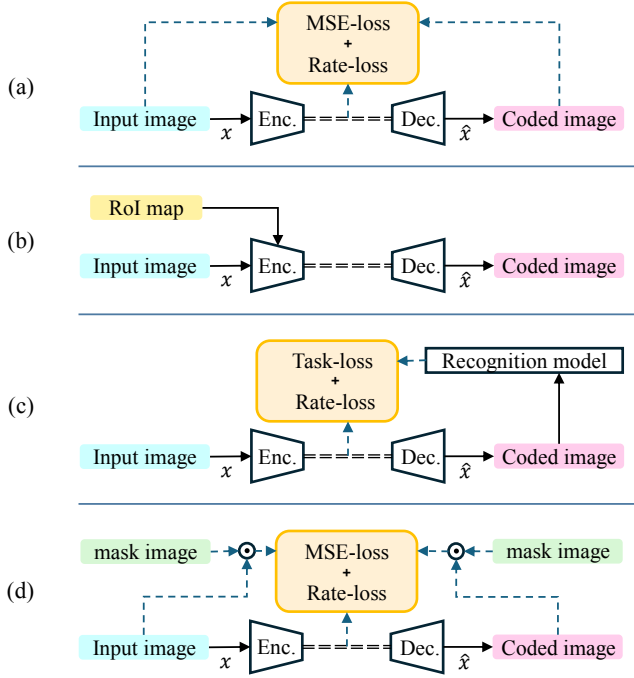 (a)
MSE-loss
+
Rate-loss
Input image
x
Enc.
Dec.
x̂
Coded image
(b)
RoI map
Input image
x
Enc.
Dec.
x̂
Coded image
(c)
Task-loss
+
Rate-loss
Recognition model
Input image
x
Enc.
Dec.
x̂
Coded image
(d)
mask image
MSE-loss
+
Rate-loss
mask image
Input image
x
Enc.
Dec.
x̂
Coded image